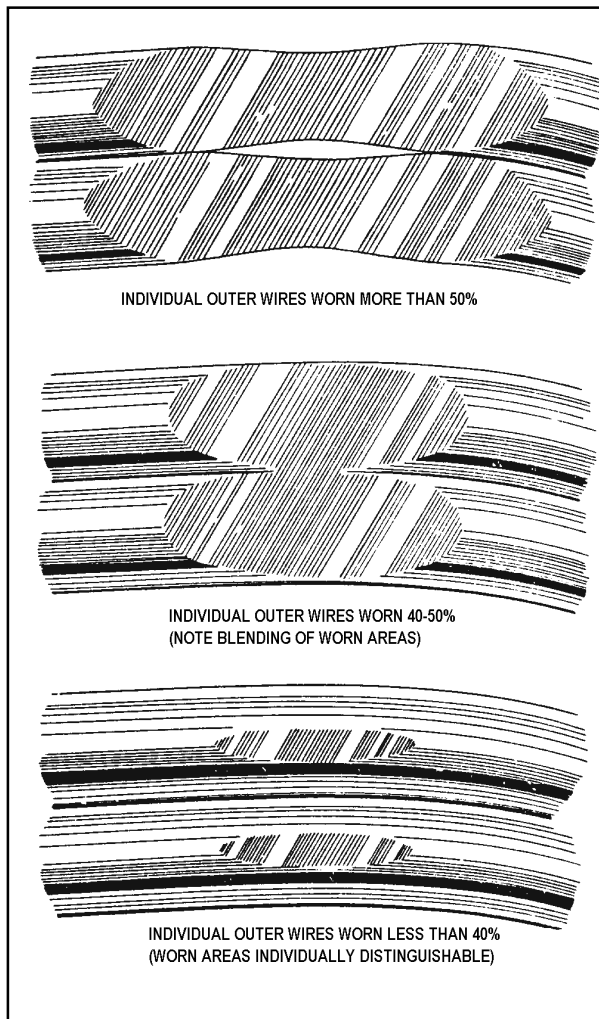 INDIVIDUAL OUTER WIRES WORN MORE THAN 50%
INDIVIDUAL OUTER WIRES WORN 40-50%
(NOTE BLENDING OF WORN AREAS)
INDIVIDUAL OUTER WIRES WORN LESS THAN 40%
(WORN AREAS INDIVIDUALLY DISTINGUISHABLE)